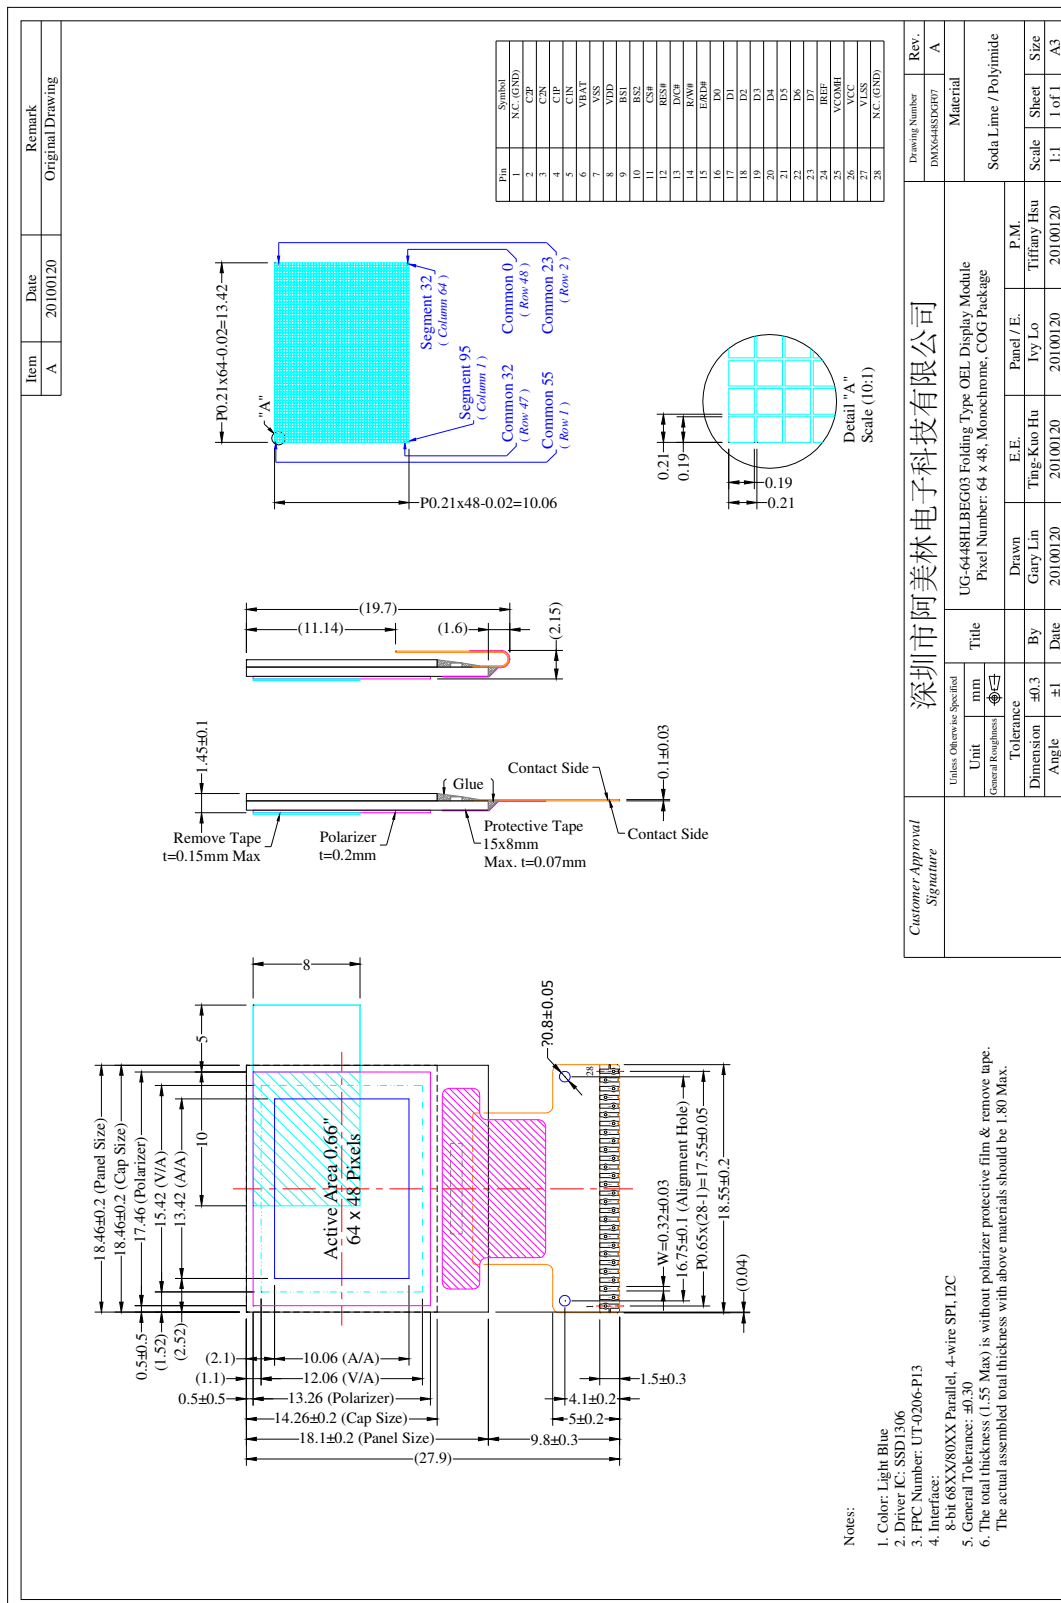 Item Date Remark
A 20100120 Original Drawing
Pin Symbol
1 N.C. (GND)
2 C2P
3 C2N
4 C1P
5 C1N
6 VBAT
7 VSS
8 VDD
9 BS1
10 BS2
11 CS#
12 RES#
13 D/C#
14 R/W#
15 E/RD#
16 D0
17 D1
18 D2
19 D3
20 D4
21 D5
22 D6
23 D7
24 IREF
25 VCOMH
26 VCC
27 VLSS
28 N.C. (GND)
P0.21x64-0.02=13.42
"A"
P0.21x48-0.02=10.06
Segment 32
( Column 64 )
Segment 95
( Column 1 )
Common 0
( Row 48 )
Common 32
( Row 47 )
Common 23
( Row 2 )
Common 55
( Row 1 )
0.21
0.19
0.19
0.21
Detail "A"
Scale (10:1)
(19.7)
(11.14)
(1.6)
(2.15)
1.45±0.1
Remove Tape
t=0.15mm Max
Polarizer
t=0.2mm
Glue
Protective Tape
15x8mm
Max. t=0.07mm
Contact Side
Contact Side
0.1±0.03
8
5
10
18.46±0.2 (Panel Size)
18.46±0.2 (Cap Size)
17.46 (Polarizer)
15.42 (V/A)
13.42 (A/A)
0.5±0.5
(1.52)
(2.52)
Active Area 0.66"
64 x 48 Pixels
(2.1)
10.06 (A/A)
(1.1)
12.06 (V/A)
0.5±0.5
13.26 (Polarizer)
14.26±0.2 (Cap Size)
18.1±0.2 (Panel Size)
9.8±0.3
(27.9)
1.5±0.3
4.1±0.2
5±0.2
?0.8±0.05
1
28
W=0.32±0.03
16.75±0.1 (Alignment Hole)
P0.65x(28-1)=17.55±0.05
18.55±0.2
(0.04)
Notes:
1. Color: Light Blue
2. Driver IC: SSD1306
3. FPC Number: UT-0206-P13
4. Interface:
8-bit 68XX/80XX Parallel, 4-wire SPI, I2C
5. General Tolerance: ±0.30
6. The total thickness (1.55 Max) is without polarizer protective film & remove tape.
The actual assembled total thickness with above materials should be 1.80 Max.
Customer Approval
Signature
深圳市阿美林电子科技有限公司
Drawing Number Rev.
DMX6448SDGF07 A
Unless Otherwise Specified
Unit mm
General Roughness
Title
UG-6448HLBEG03 Folding Type OEL Display Module
Pixel Number: 64 x 48, Monochrome, COG Package
Material
Soda Lime / Polyimide
Tolerance
Dimension ±0.3
Angle ±1
Drawn E.E. Panel / E. P.M.
By Gary Lin Ting-Kuo Hu Ivy Lo Tiffany Hsu
Date 20100120 20100120 20100120 20100120
Scale Sheet Size
1:1 1 of 1 A3